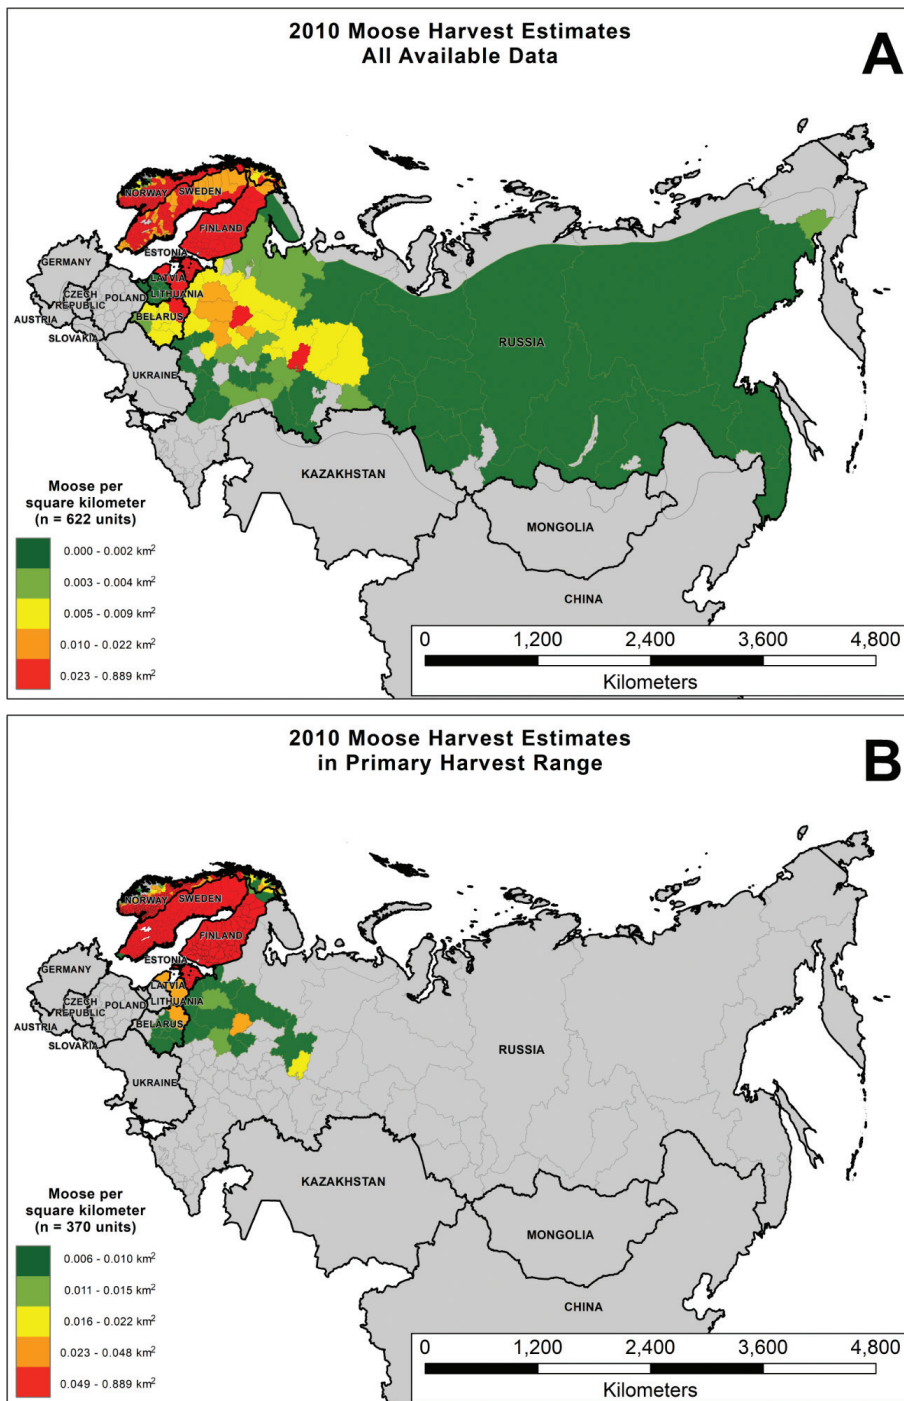 2010 Moose Harvest Estimates
All Available Data
A
NORWAY
SWEDEN
FINLAND
ESTONIA
GERMANY
LATVIA
CZECH
REPUBLIC
POLAND
LITHUANIA
AUSTRIA
BELARUS
SLOVAKIA
RUSSIA
UKRAINE
KAZAKHSTAN
MONGOLIA
CHINA
Moose per
square kilometer
(n = 622 units)
0.000 - 0.002 km²
0.003 - 0.004 km²
0.005 - 0.009 km²
0.010 - 0.022 km²
0.023 - 0.889 km²
0 1,200 2,400 3,600 4,800
Kilometers
2010 Moose Harvest Estimates
in Primary Harvest Range
B
NORWAY
SWEDEN
FINLAND
ESTONIA
GERMANY
LATVIA
CZECH
REPUBLIC
POLAND
LITHUANIA
AUSTRIA
BELARUS
SLOVAKIA
RUSSIA
UKRAINE
KAZAKHSTAN
MONGOLIA
CHINA
Moose per
square kilometer
(n = 370 units)
0.006 - 0.010 km²
0.011 - 0.015 km²
0.016 - 0.022 km²
0.023 - 0.048 km²
0.049 - 0.889 km²
0 1,200 2,400 3,600 4,800
Kilometers